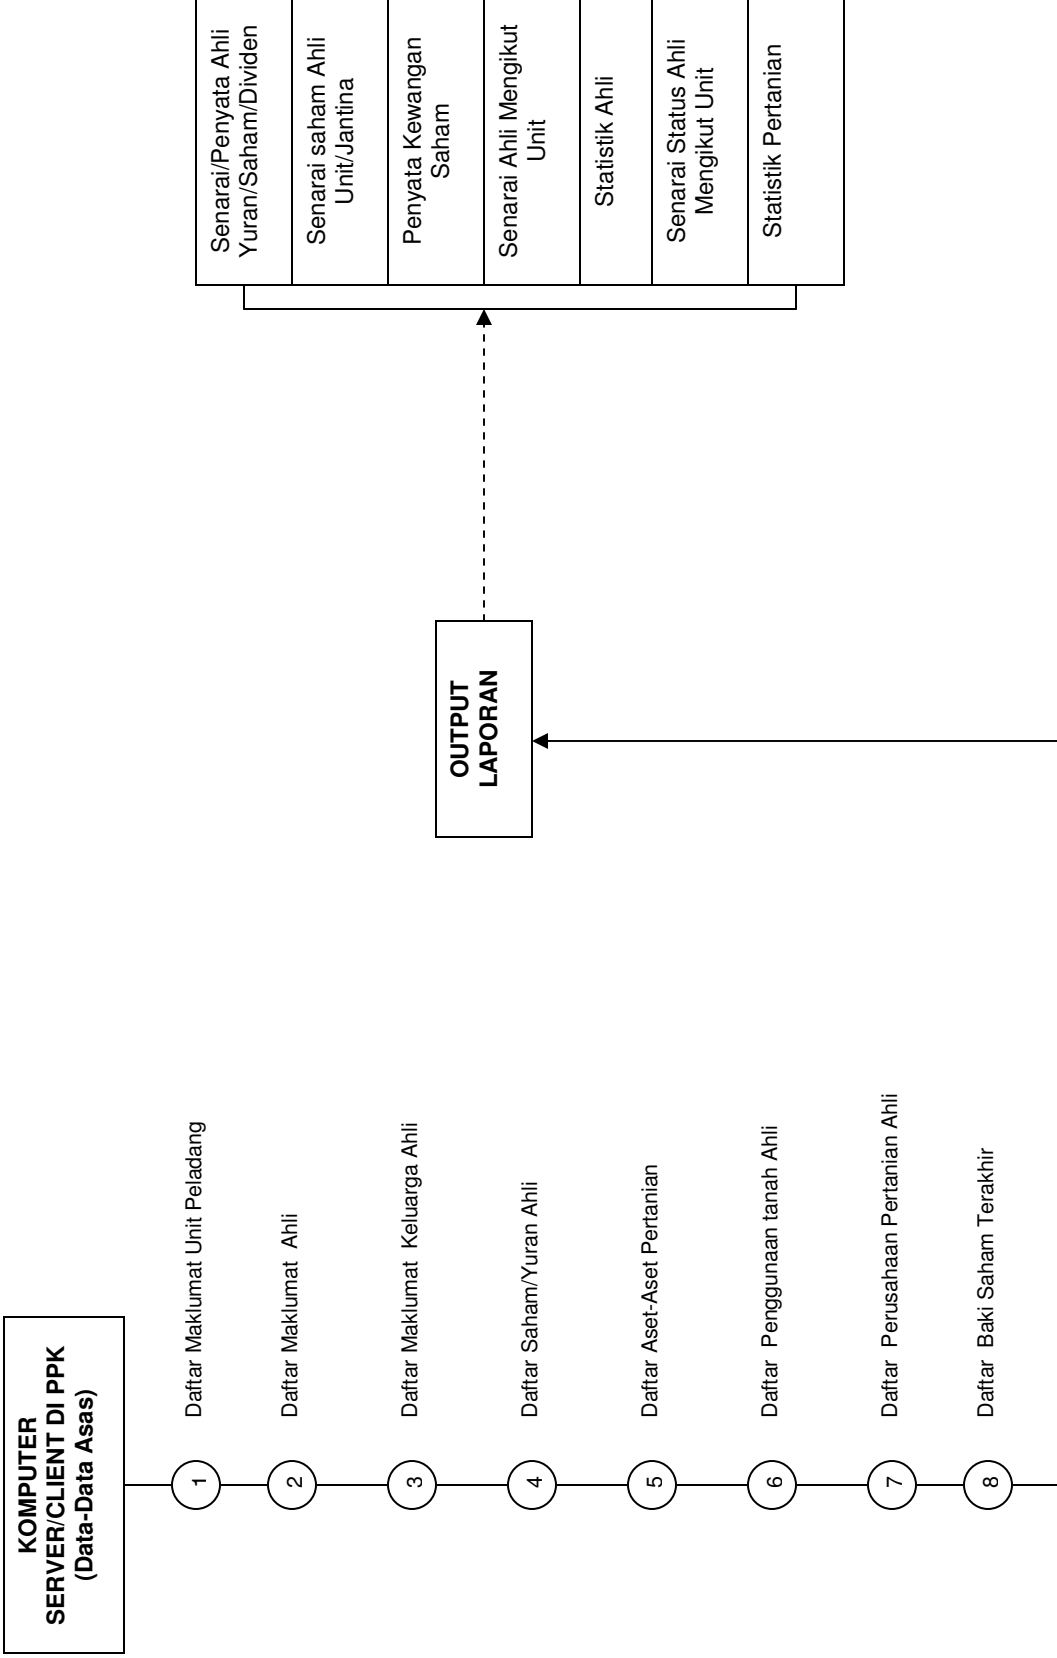 KOMPUTER
SERVER/CLIENT DI PPK
(Data-Data Asas)
1
Daftar Maklumat Unit Peladang
2
Daftar Maklumat Ahli
3
Daftar Maklumat Keluarga Ahli
4
Daftar Saham/Yuran Ahli
5
Daftar Aset-Aset Pertanian
6
Daftar Penggunaan tanah Ahli
7
Daftar Perusahaan Pertanian Ahli
8
Daftar Baki Saham Terakhir
OUTPUT
LAPORAN
Senarai/Penyata Ahli
Yuran/Saham/Dividen
Senarai saham Ahli
Unit/Jantina
Penyata Kewangan
Saham
Senarai Ahli Mengikut
Unit
Statistik Ahli
Senarai Status Ahli
Mengikut Unit
Statistik Pertanian